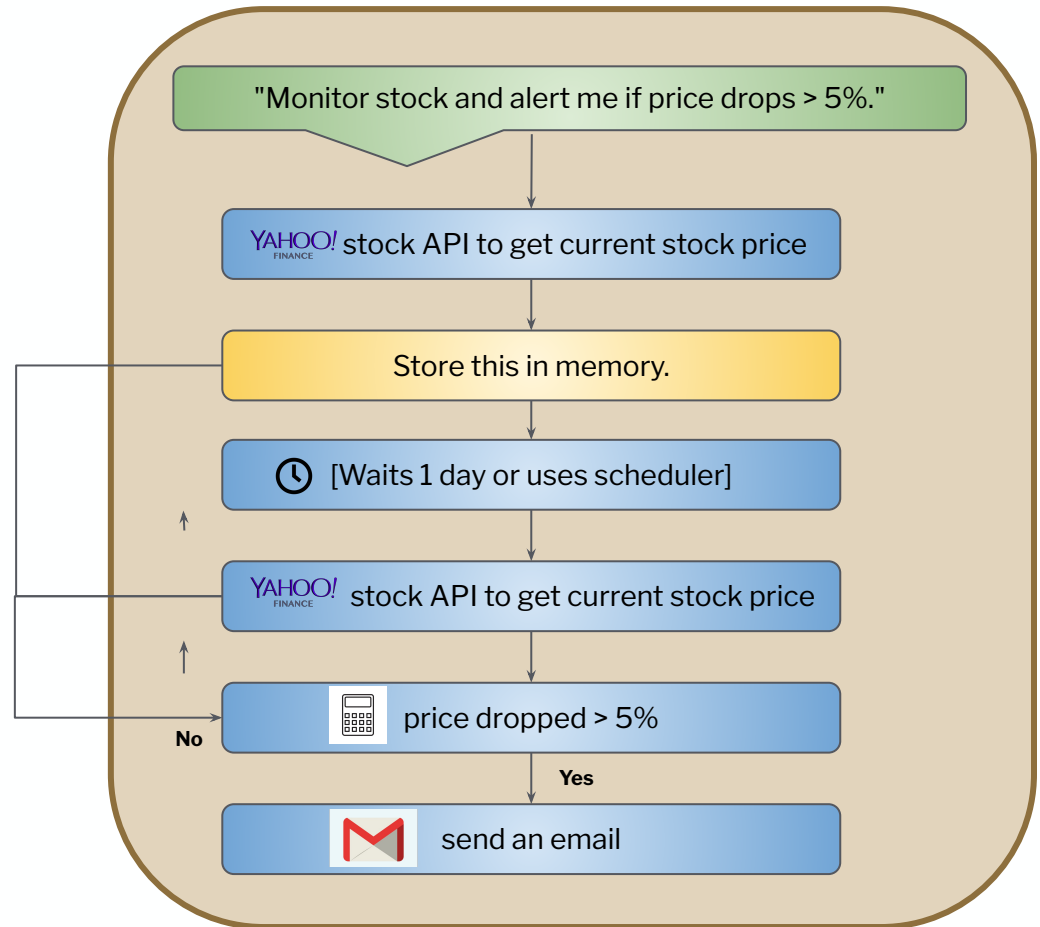 "Monitor stock and alert me if price drops > 5%."
YAHOO! FINANCE stock API to get current stock price
Store this in memory.
[Waits 1 day or uses scheduler]
YAHOO! FINANCE stock API to get current stock price
price dropped > 5%
No
Yes
send an email